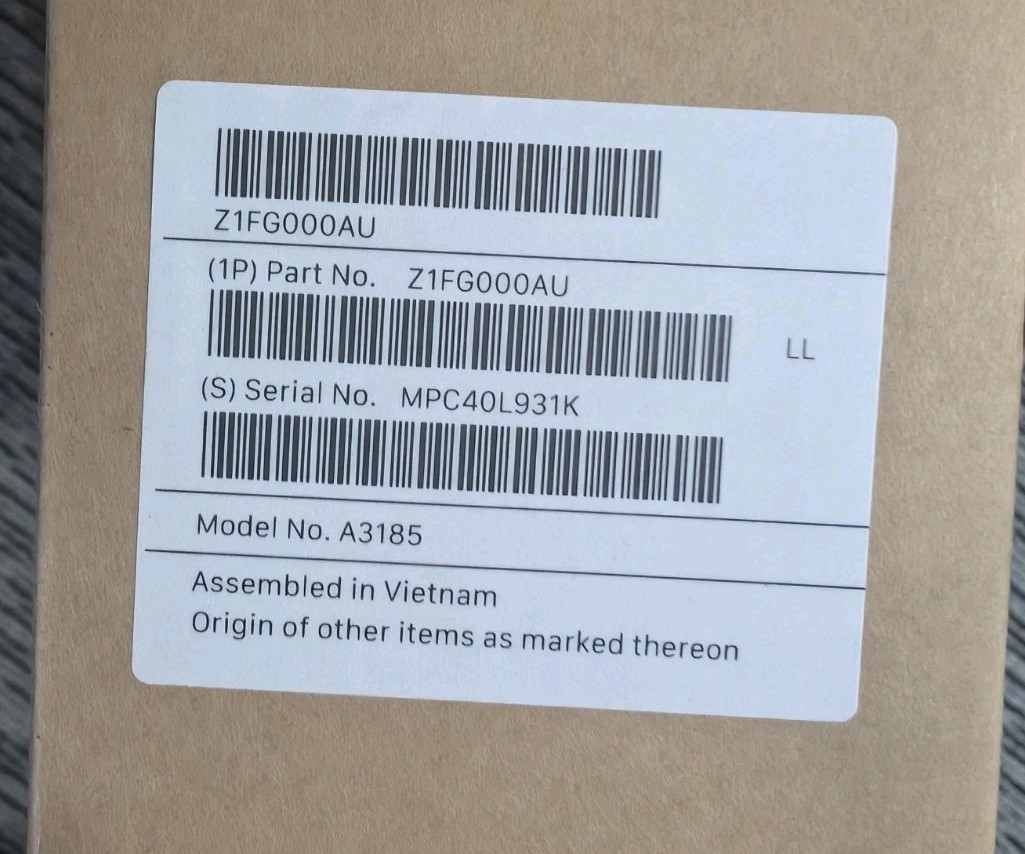 Z1FG000AU
(1P) Part No. Z1FG000AU
LL
(S) Serial No. MPC40L931K
Model No. A3185
Assembled in Vietnam
Origin of other items as marked thereon